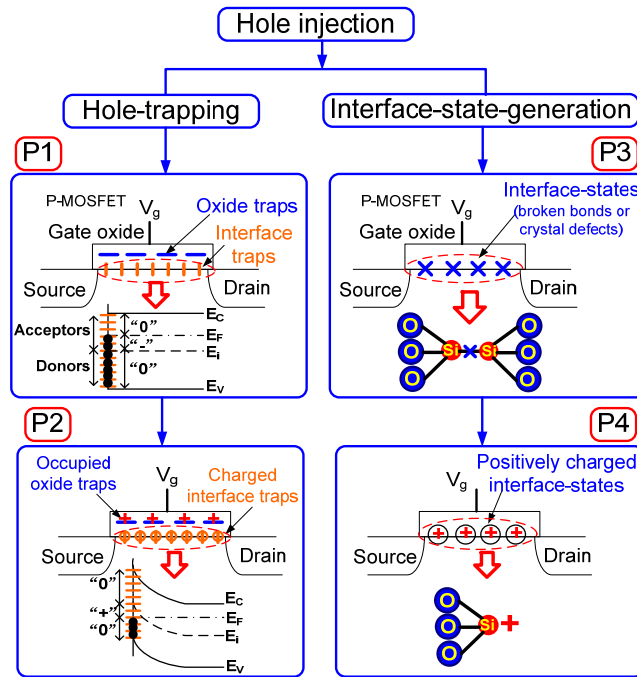 Hole injection
Hole-trapping
Interface-state-generation
P1
P-MOSFET
Vg
Oxide traps
Gate oxide
Interface
traps
Source
Drain
Acceptors
Donors
“0”
“-”
“0”
EC
EF
Ei
EV
P3
P-MOSFET
Vg
Interface-states
(broken bonds or
crystal defects)
Gate oxide
Source
Drain
O
O
O
Si
Si
O
O
O
P2
Occupied
oxide traps
Vg
Charged
interface traps
+ + + +
Source
Drain
“0”
“+”
“0”
EC
EF
Ei
EV
P4
Vg
Positively charged
interface-states
+ + + +
Source
Drain
O
O
O
Si
+